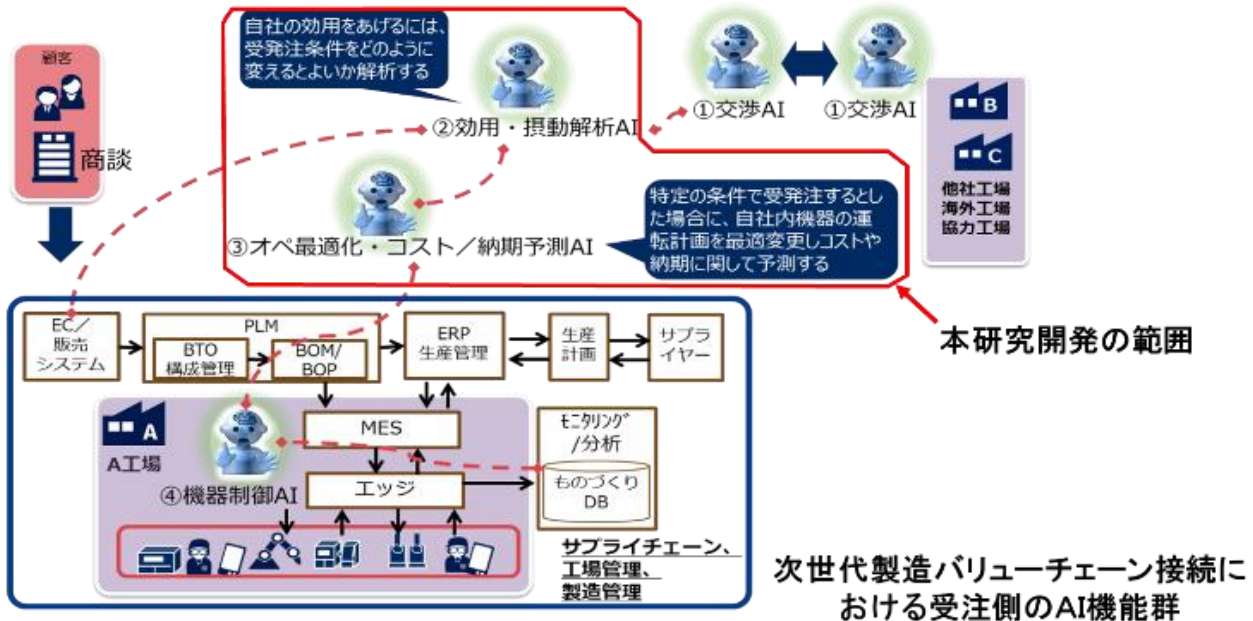 顧客
商談
自社の効用をあげるには、
受発注条件をどのように
変えるとよいか解析する
②効用・摂動解析AI
①交渉AI
①交渉AI
B
C
他社工場
海外工場
協力工場
③オペ最適化・コスト／納期予測AI
特定の条件で受発注するとし
た場合に、自社内機器の運
転計画を最適変更しコストや
納期に関して予測する
本研究開発の範囲
EC／
販売
システム
PLM
BTO
構成管理
BOM/
BOP
ERP
生産管理
生産
計画
サプラ
イヤー
A
A工場
④機器制御AI
MES
エッジ
ﾓﾆﾀﾘﾝｸﾞ
/分析
ものづくり
DB
サプライチェーン、
工場管理、
製造管理
次世代製造バリューチェーン接続に
おける受注側のAI機能群